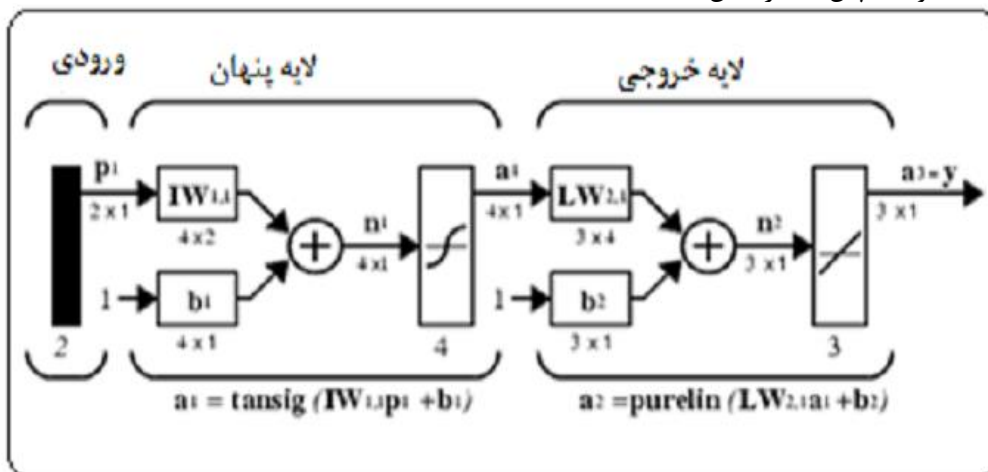 ورودی
لایه پنهان
لایه خروجی
p1
2 x 1
IW1,1
4 x 2
1
b1
4 x 1
n1
4 x 1
2
4
a1
4 x 1
LW2,1
3 x 4
1
b2
3 x 1
n2
3 x 1
3
a3 = y
3 x 1
a1 = tansig (IW1,1p1 +b1)
a2 =purelin (LW2,1a1 +b2)